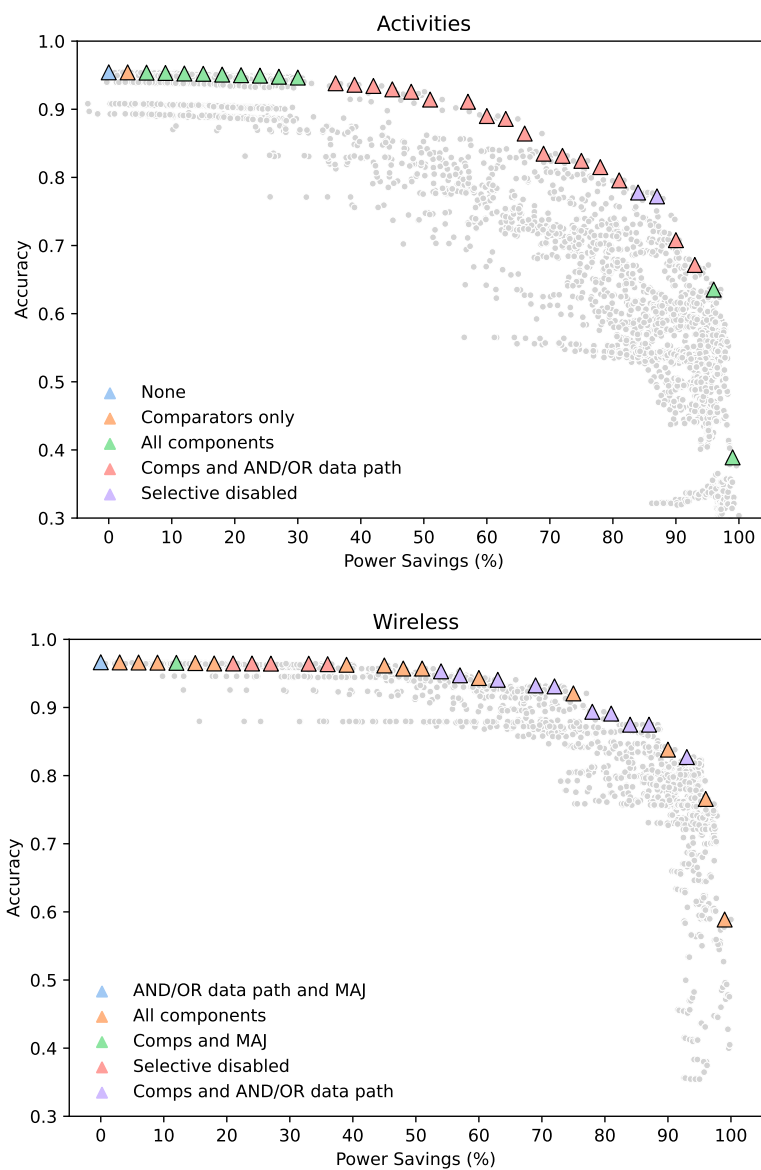 Activities
1.0
0.9
0.8
0.7
0.6
0.5
0.4
0.3
Accuracy
None
Comparators only
All components
Comps and AND/OR data path
Selective disabled
0 10 20 30 40 50 60 70 80 90 100
Power Savings (%)
Wireless
1.0
0.9
0.8
0.7
0.6
0.5
0.4
0.3
Accuracy
AND/OR data path and MAJ
All components
Comps and MAJ
Selective disabled
Comps and AND/OR data path
0 10 20 30 40 50 60 70 80 90 100
Power Savings (%)